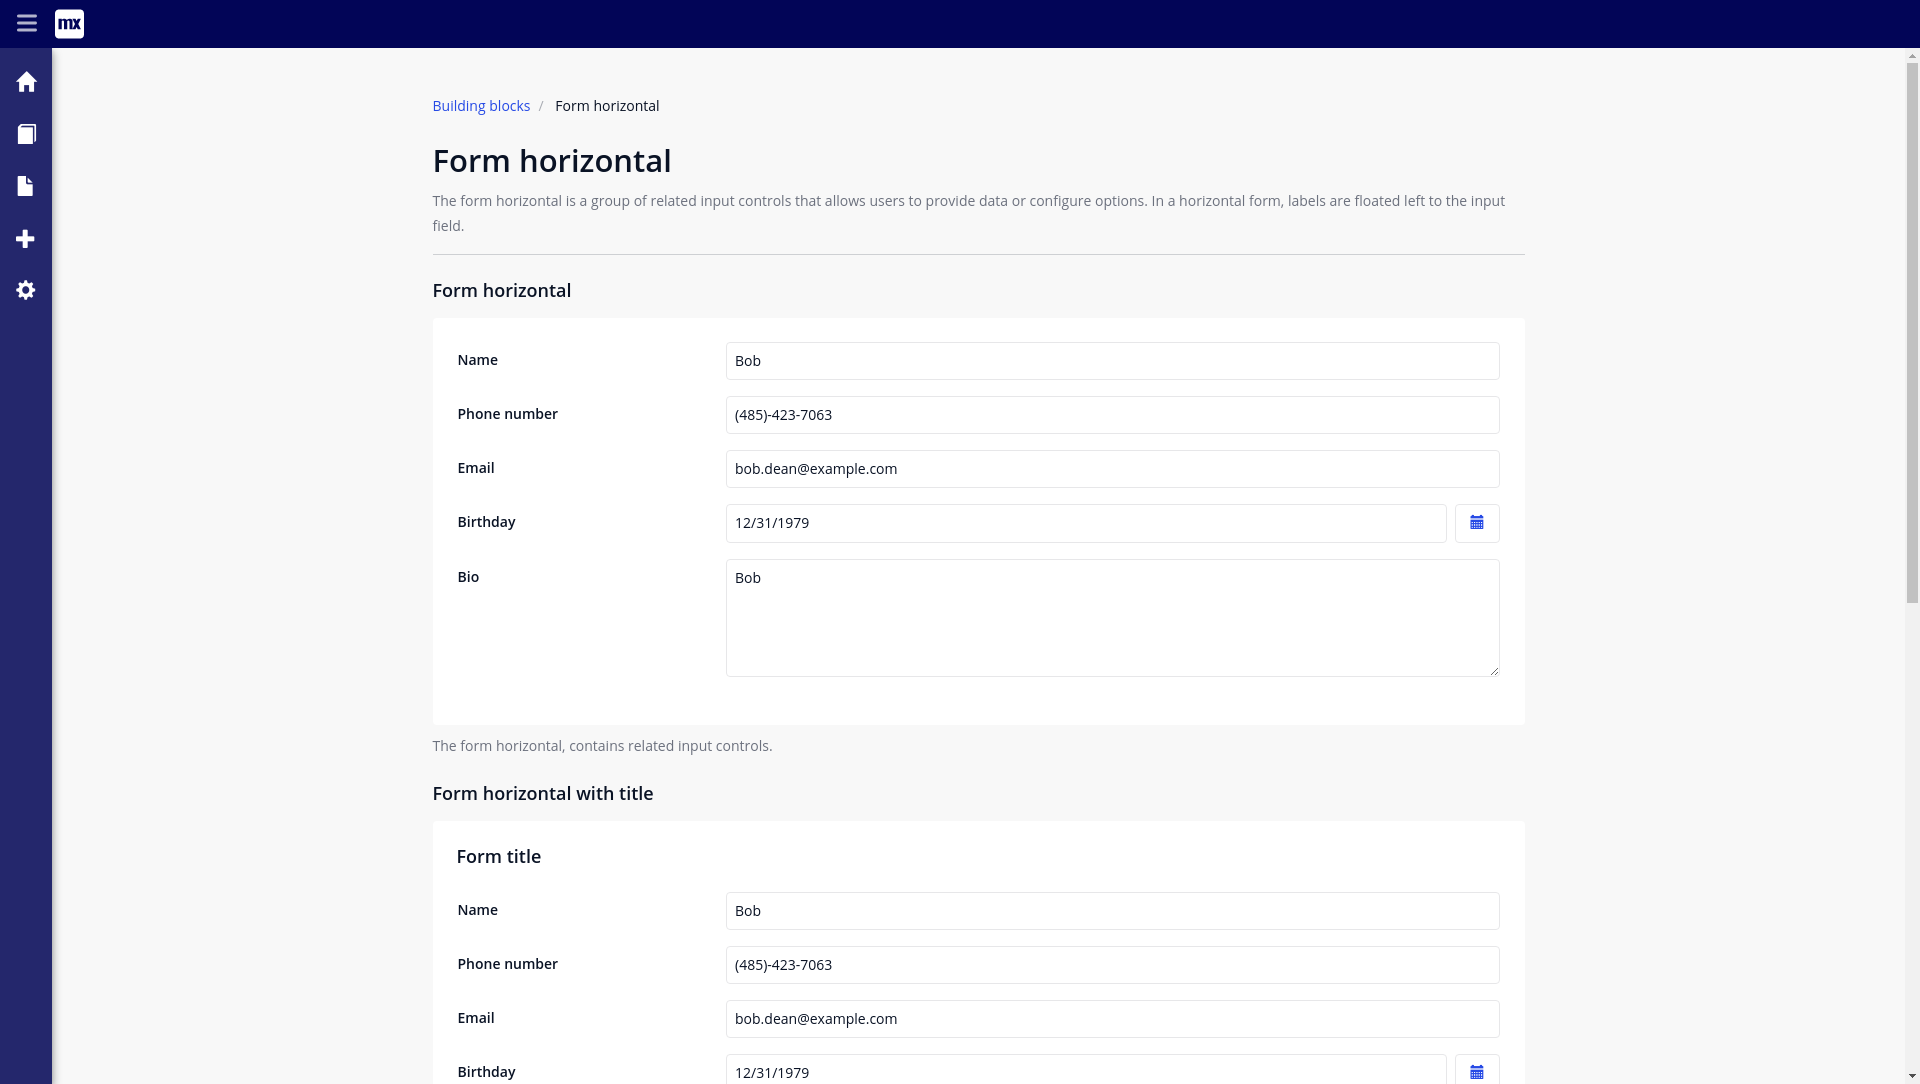 mx
Building blocks / Form horizontal
Form horizontal
The form horizontal is a group of related input controls that allows users to provide data or configure options. In a horizontal form, labels are floated left to the input
field.
Form horizontal
Name Bob
Phone number (485)-423-7063
Email bob.dean@example.com
Birthday 12/31/1979
Bio Bob
The form horizontal, contains related input controls.
Form horizontal with title
Form title
Name Bob
Phone number (485)-423-7063
Email bob.dean@example.com
Birthday 12/31/1979